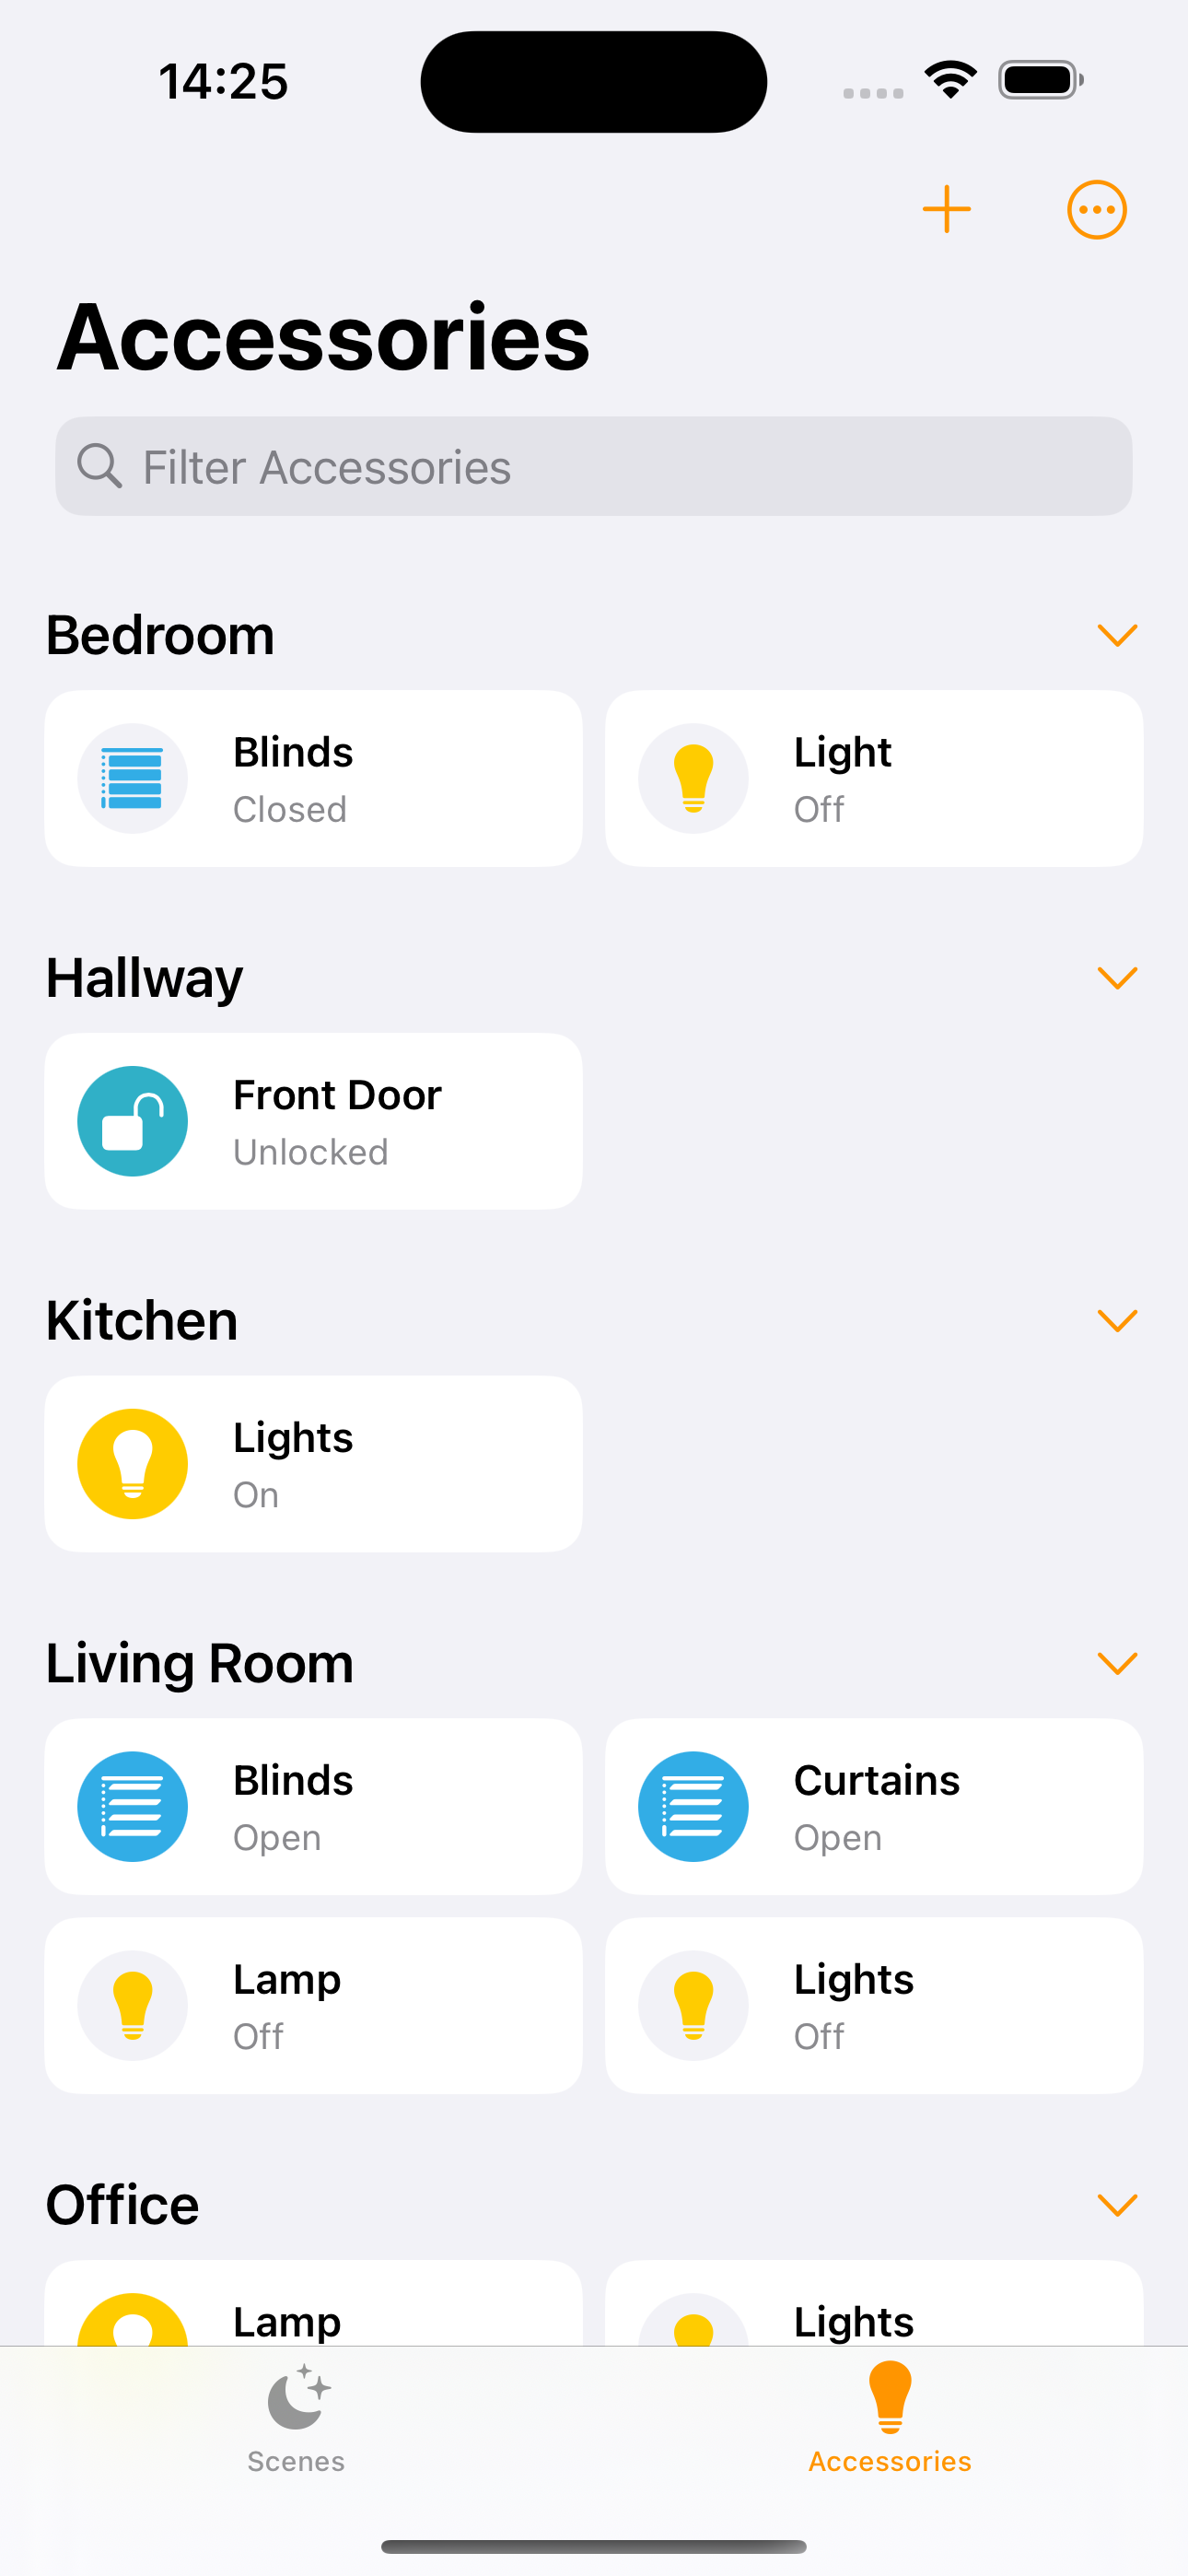 14:25
Accessories
Filter Accessories
Bedroom
Blinds
Closed
Light
Off
Hallway
Front Door
Unlocked
Kitchen
Lights
On
Living Room
Blinds
Open
Curtains
Open
Lamp
Off
Lights
Off
Office
Lamp
Lights
Scenes
Accessories